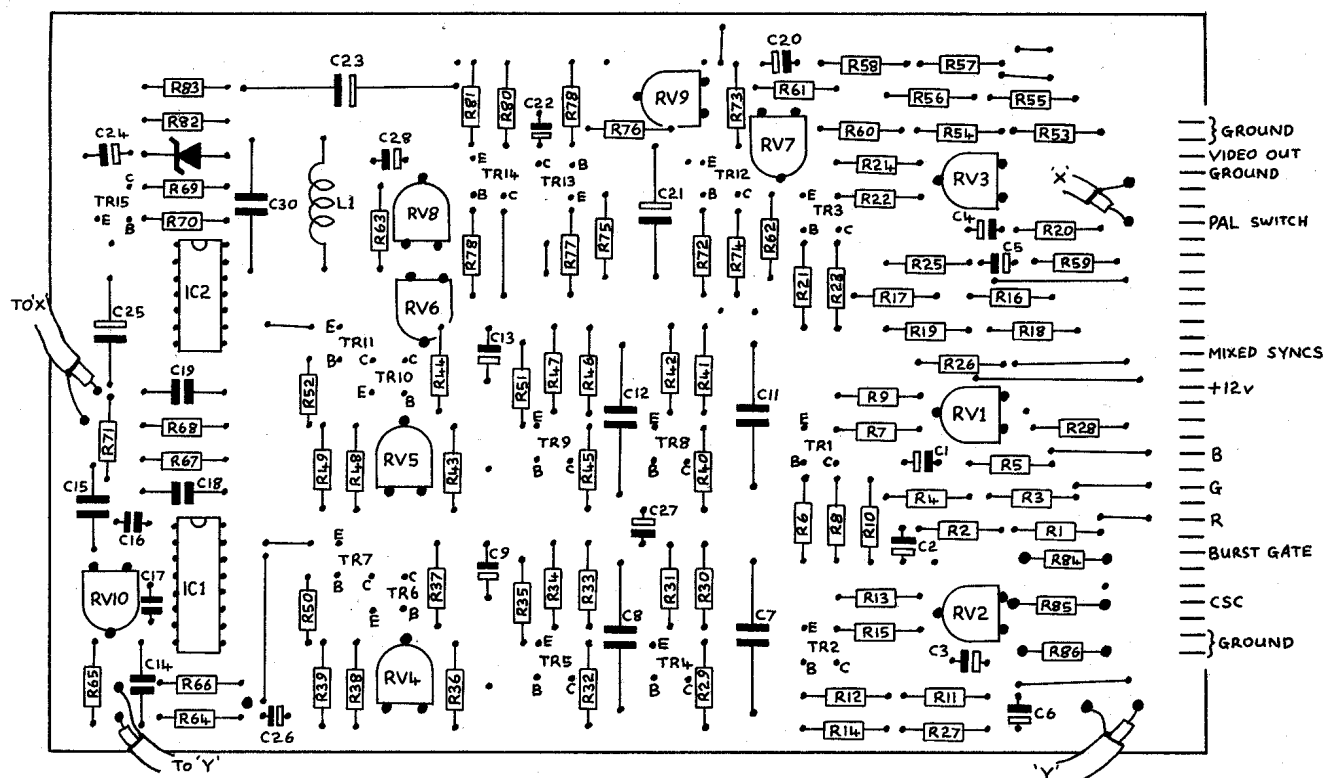 C20
C23
R83
R81
R80
R78
C22
R76
RV9
R73
R61
R58
R57
R56
R55
R82
C24
C28
RV7
R60
R54
R53
GROUND
VIDEO OUT
GROUND
E
TR14
B
C
C
B
TR13
E
E
TR12
B
C
R21
R24
RV3
'X'
C
TR15
E
B
R69
R70
C30
L1
R63
RV8
C21
R22
E
TR3
B
C
C4
R20
PAL SWITCH
IC2
R78
R77
R75
R72
R74
R62
R21
R23
R25
C5
R59
TO 'X'
C25
RV6
R17
R16
R19
R18
E
TR11
B
C
C
TR10
E
B
R44
C13
R51
R47
R46
C12
R42
R41
C11
R26
MIXED SYNCS
+12v
C19
R52
R9
RV1
R71
R68
R67
R49
R48
RV5
R43
E
TR9
B
C
R45
E
TR8
B
C
R40
E
TR1
B
C
R7
C1
R28
R5
B
C15
C18
C16
R6
R8
R10
R4
R3
G
C27
C2
R2
R1
R
IC1
E
TR7
B
C
C
TR6
E
B
R37
C9
R35
R34
R33
C8
R31
R30
C7
R84
BURST GATE
RV10
C17
R50
R13
RV2
R85
CSC
R65
C14
R66
R64
C26
R39
R38
RV4
R36
E
TR5
B
C
R32
E
TR4
B
C
R29
E
TR2
B
C
R15
C3
R86
GROUND
R12
R11
R14
R27
C6
TO 'Y'
'Y'